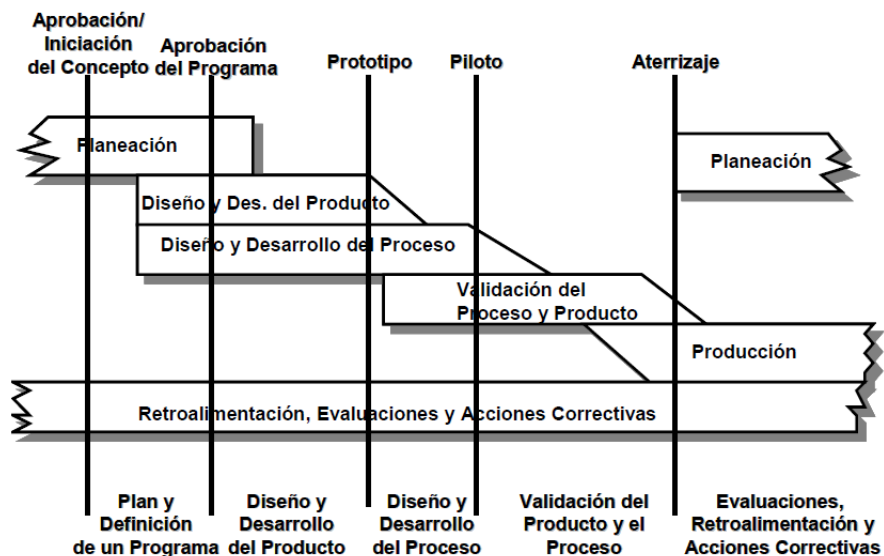 Aprobación/
Iniciación
del Concepto
Aprobación
del Programa
Prototipo
Piloto
Aterrizaje
Planeación
Planeación
Diseño y Des. del Producto
Diseño y Desarrollo del Proceso
Validación del
Proceso y Producto
Producción
Retroalimentación, Evaluaciones y Acciones Correctivas
Plan y
Definición
de un Programa
Diseño y
Desarrollo
del Producto
Diseño y
Desarrollo
del Proceso
Validación del
Producto y el
Proceso
Evaluaciones,
Retroalimentación y
Acciones Correctivas